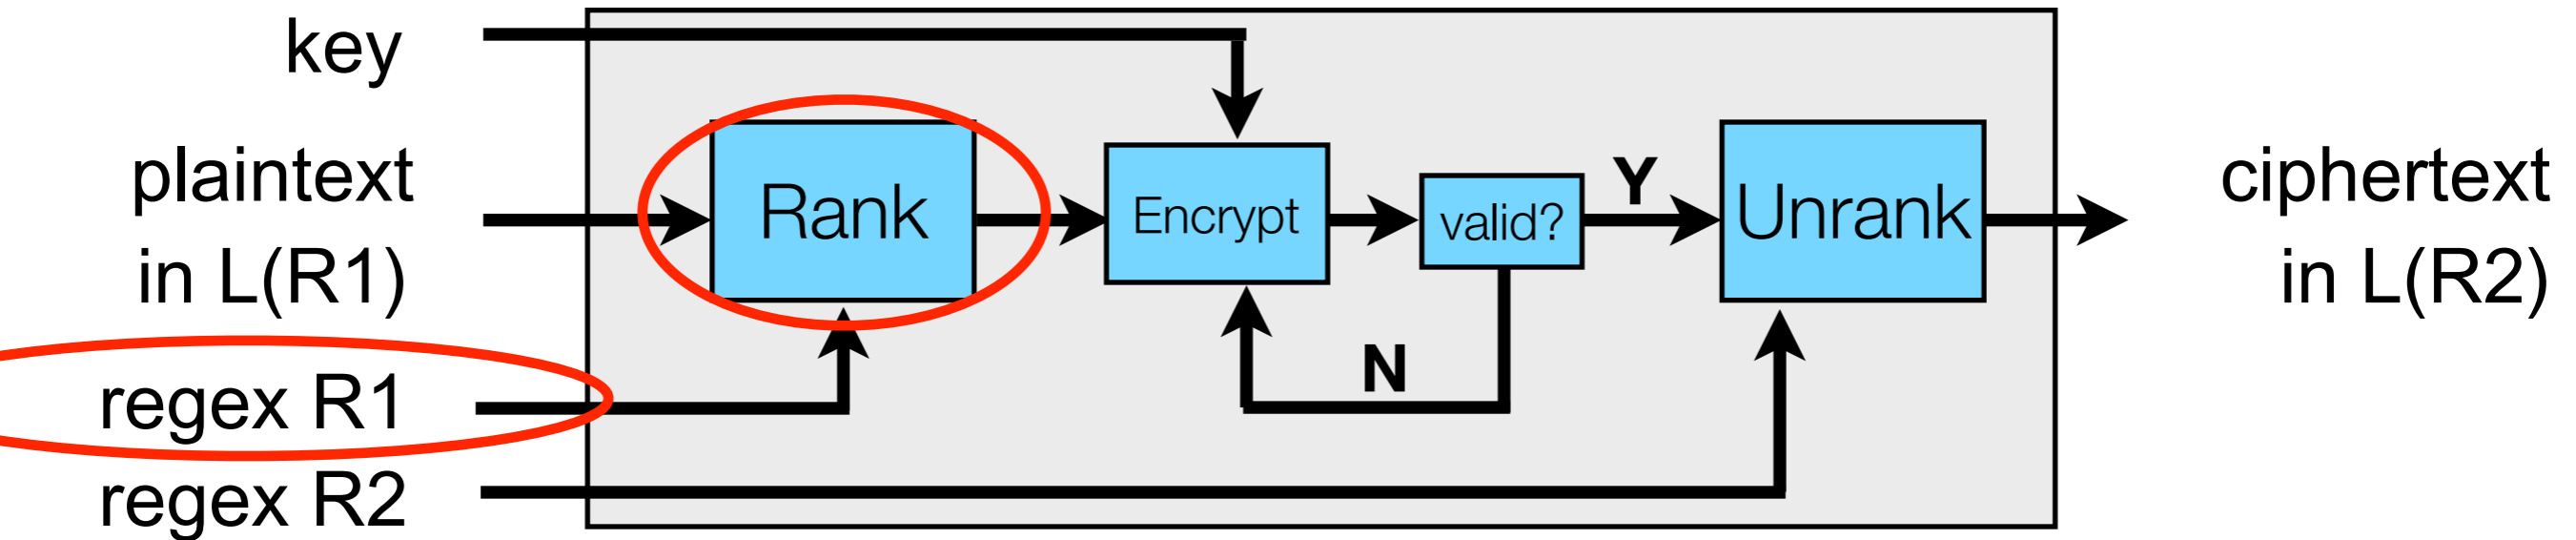 key
plaintext
in L(R1)
regex R1
regex R2
Rank
Encrypt
valid?
Y
N
Unrank
ciphertext
in L(R2)